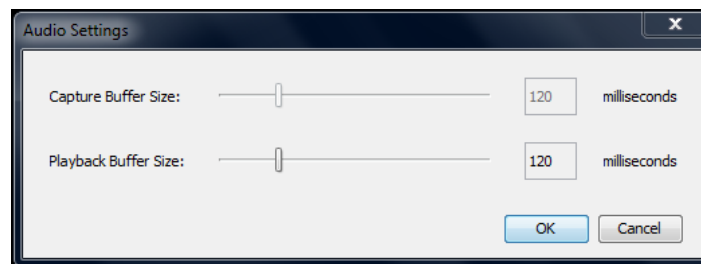 Audio Settings
Capture Buffer Size: 120 milliseconds
Playback Buffer Size: 120 milliseconds
OK Cancel